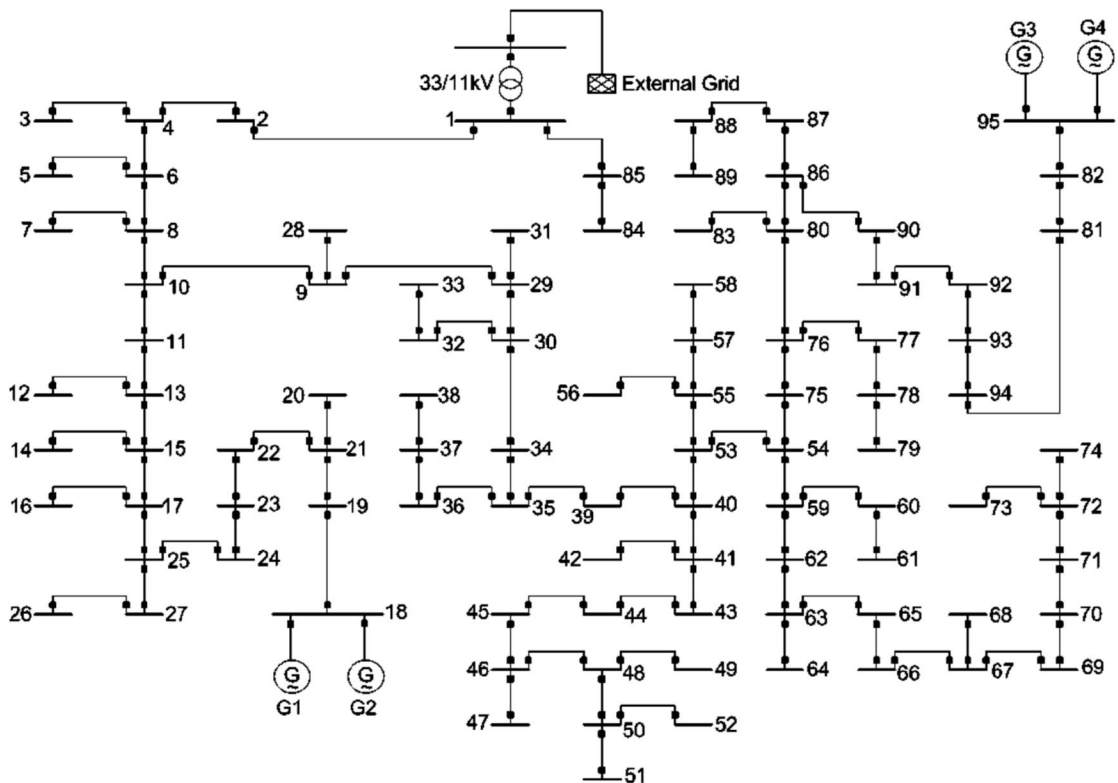 G3 G4
G G
33/11kV External Grid
3 4 2 1 88 87 95
5 6 85 89 86 82
7 8 28 31 84 83 80 90 81
10 9 33 29 58 91 92
11 32 30 57 76 77 93
12 13 20 38 56 55 75 78 94
14 15 22 21 37 34 53 54 79 74
16 17 23 19 36 35 39 40 59 60 73 72
25 24 42 41 62 61 71
26 27 18 45 44 43 63 65 68 70
G G 46 48 49 64 66 67 69
G1 G2 47 50 52
51